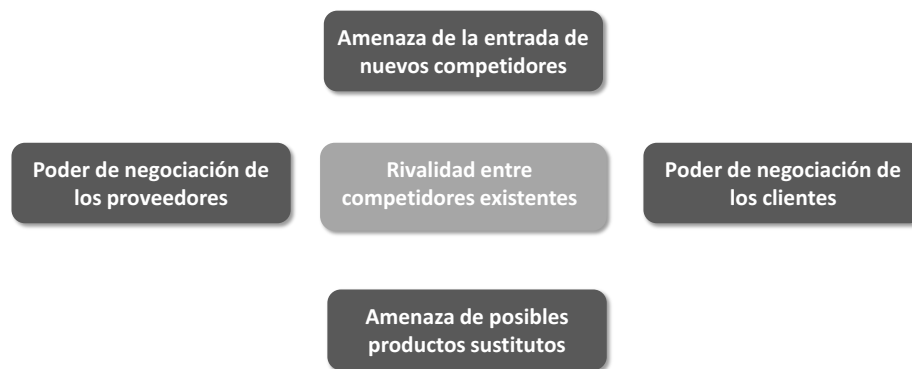 Amenaza de la entrada de
nuevos competidores
Poder de negociación de
los proveedores
Rivalidad entre
competidores existentes
Poder de negociación de
los clientes
Amenaza de posibles
productos sustitutos